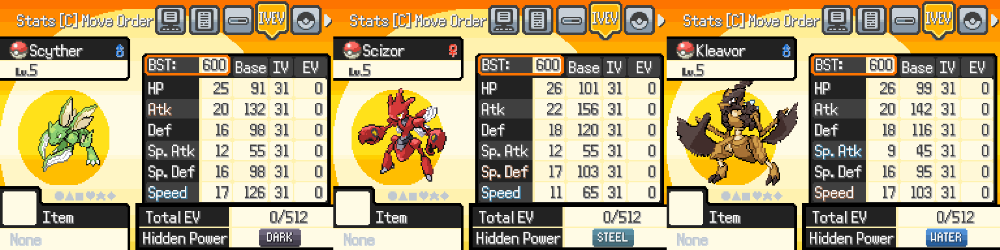 Stats [C]Move Order IVEV
Scyther
Lv.5
BST: 600 Base IV EV
HP 25 91 31 0
Atk 20 132 31 0
Def 16 98 31 0
Sp. Atk 12 55 31 0
Sp. Def 16 98 31 0
Speed 17 126 31 0
Item
None
Total EV 0/512
Hidden Power DARK
Stats [C]Move Order IVEV
Scizor
Lv.5
BST: 600 Base IV EV
HP 26 101 31 0
Atk 22 156 31 0
Def 18 120 31 0
Sp. Atk 12 55 31 0
Sp. Def 17 103 31 0
Speed 11 65 31 0
Item
None
Total EV 0/512
Hidden Power STEEL
Stats [C]Move Order IVEV
Kleavor
Lv.5
BST: 600 Base IV EV
HP 26 99 31 0
Atk 20 142 31 0
Def 18 116 31 0
Sp. Atk 9 45 31 0
Sp. Def 16 95 31 0
Speed 17 103 31 0
Item
None
Total EV 0/512
Hidden Power WATER